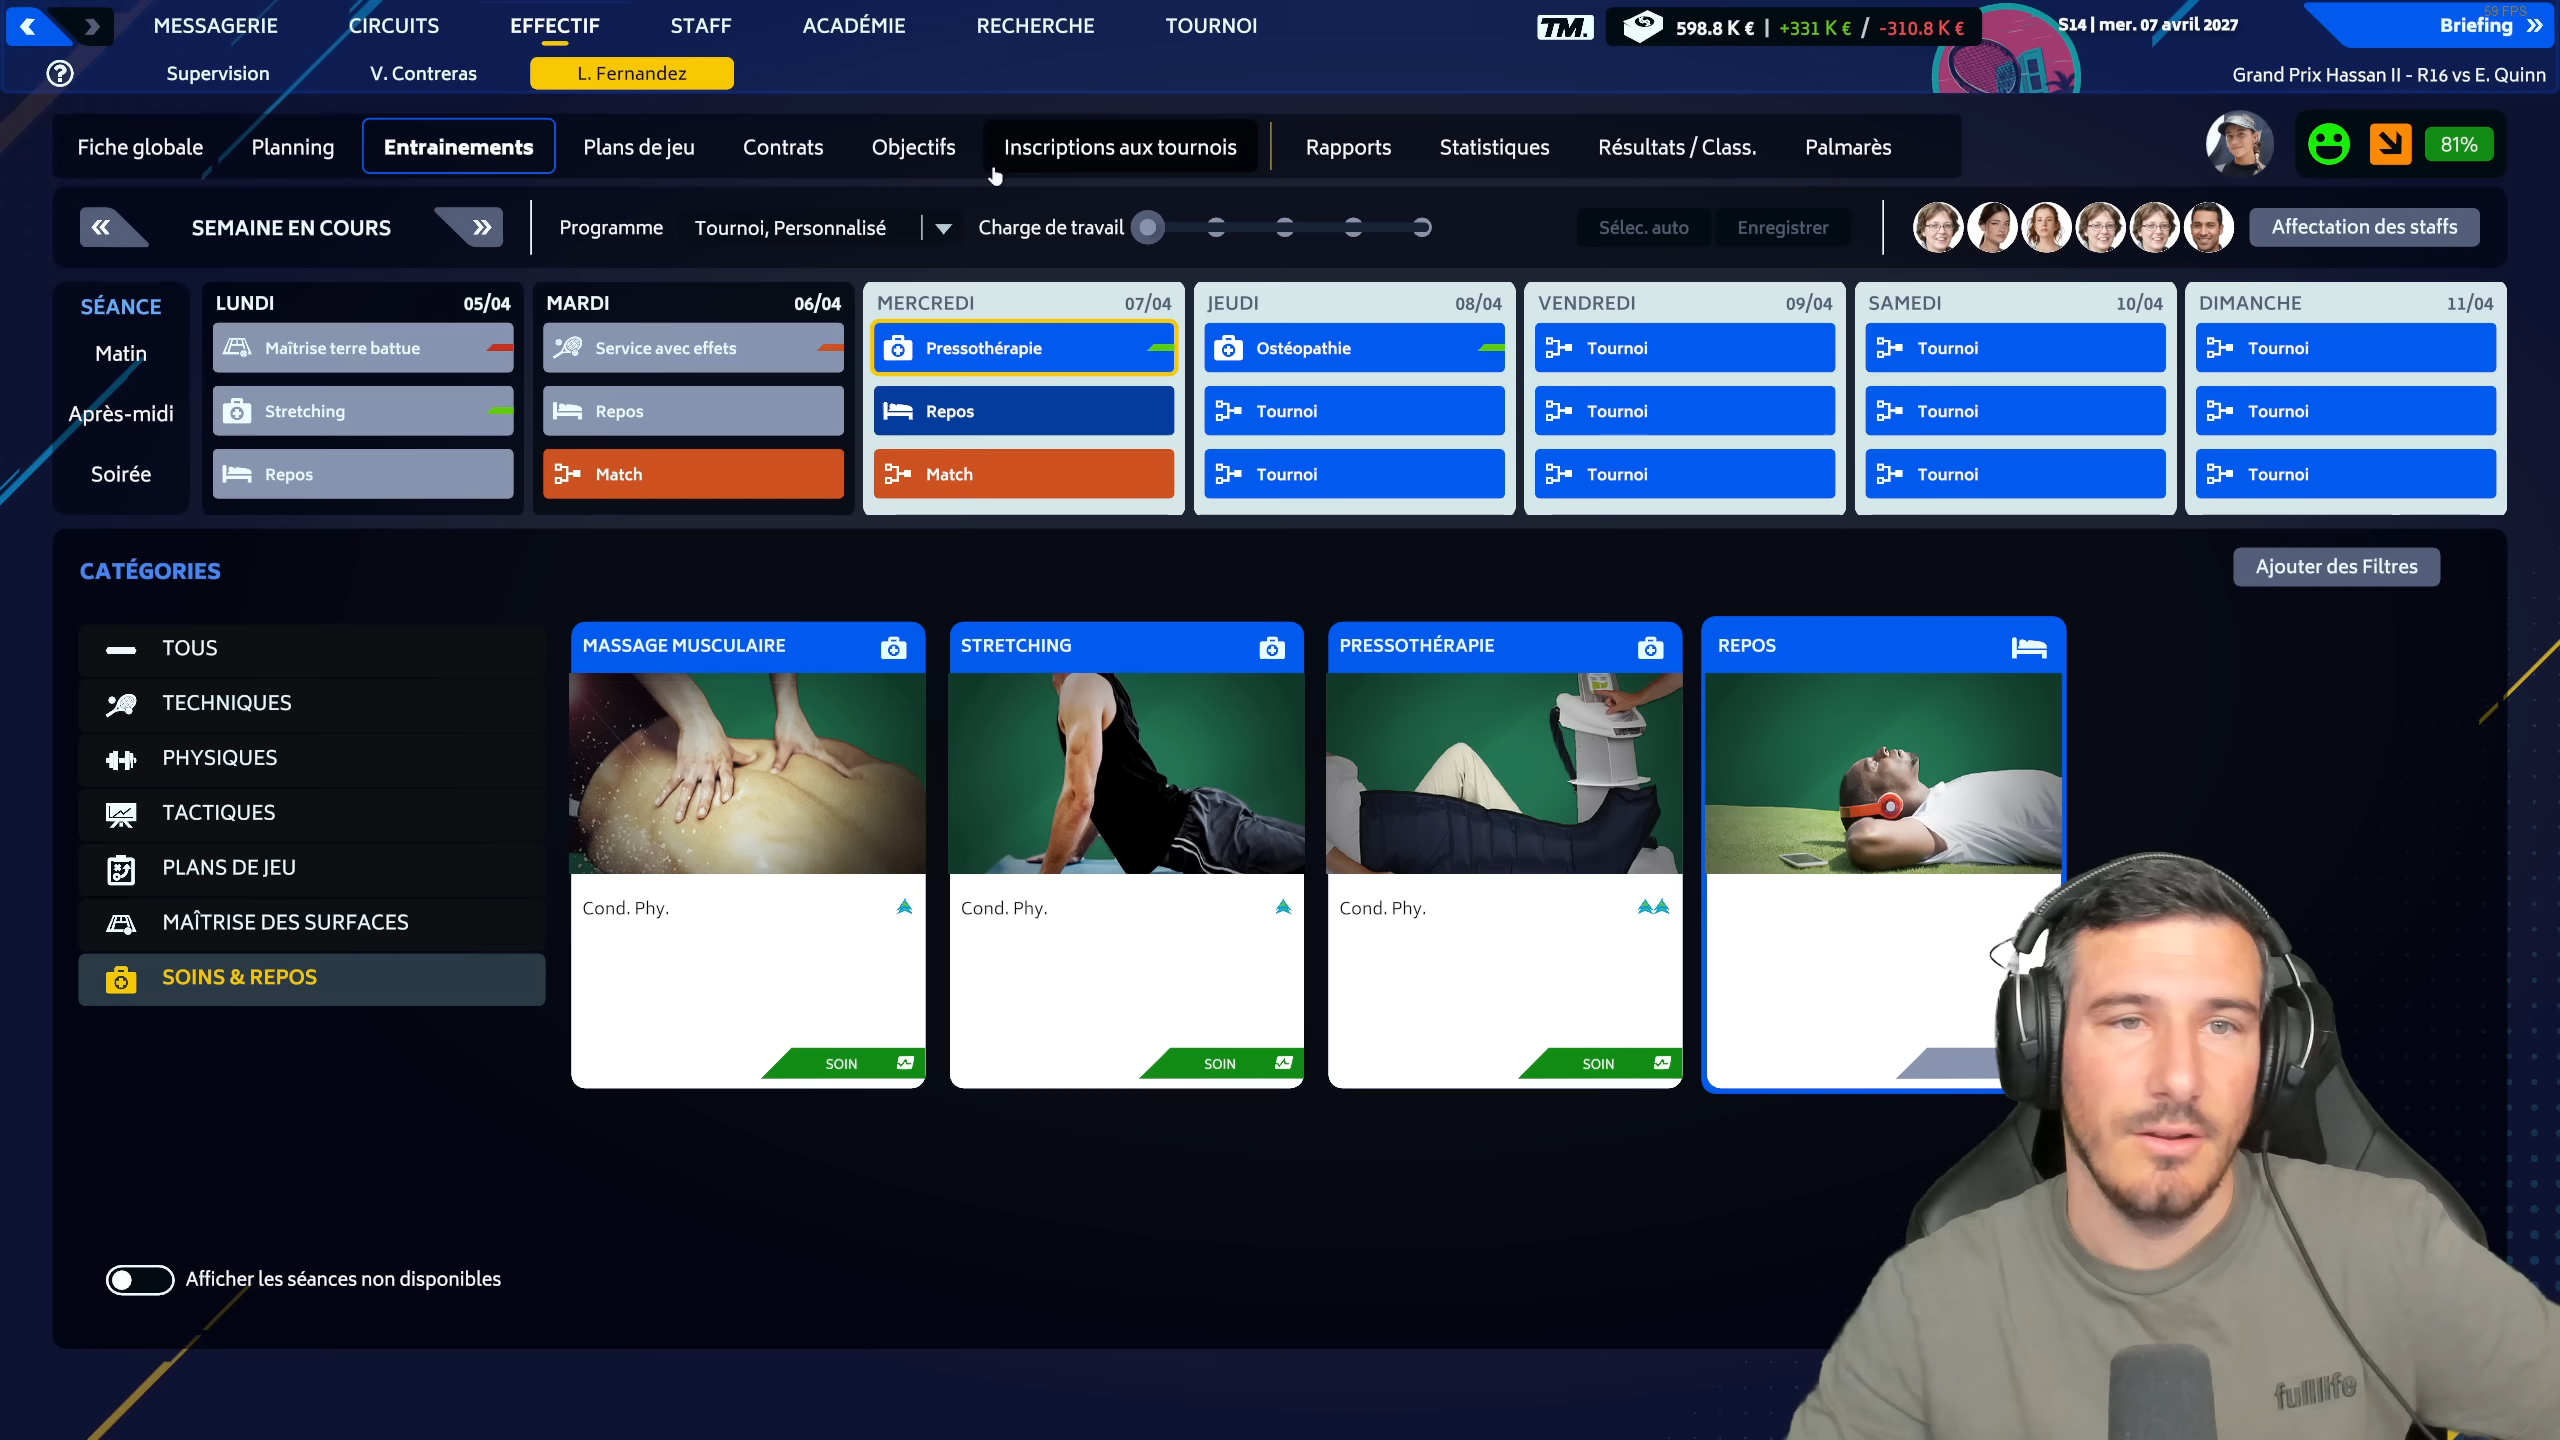 MESSAGERIE CIRCUITS EFFECTIF STAFF ACADÉMIE RECHERCHE TOURNOI
TM. 598.8 K € | +331 K € / -310.8 K €
S14 | mer. 07 avril 2027
59 FPS
Briefing
Supervision V. Contreras L. Fernandez
Grand Prix Hassan II - R16 vs E. Quinn
Fiche globale Planning Entrainements Plans de jeu Contrats Objectifs Inscriptions aux tournois Rapports Statistiques Résultats / Class. Palmarès
81%
SEMAINE EN COURS Programme Tournoi, Personnalisé Charge de travail Sélec. auto Enregistrer Affectation des staffs
SÉANCE LUNDI 05/04 MARDI 06/04 MERCREDI 07/04 JEUDI 08/04 VENDREDI 09/04 SAMEDI 10/04 DIMANCHE 11/04
Matin Maîtrise terre battue Service avec effets Pressothérapie Ostéopathie Tournoi Tournoi Tournoi
Après-midi Stretching Repos Repos Tournoi Tournoi Tournoi Tournoi
Soirée Repos Match Match Tournoi Tournoi Tournoi Tournoi
CATÉGORIES
Ajouter des Filtres
TOUS
TECHNIQUES
PHYSIQUES
TACTIQUES
PLANS DE JEU
MAÎTRISE DES SURFACES
SOINS & REPOS
MASSAGE MUSCULAIRE STRETCHING PRESSOTHÉRAPIE REPOS
Cond. Phy. Cond. Phy. Cond. Phy.
SOIN SOIN SOIN
Afficher les séances non disponibles
fulllife